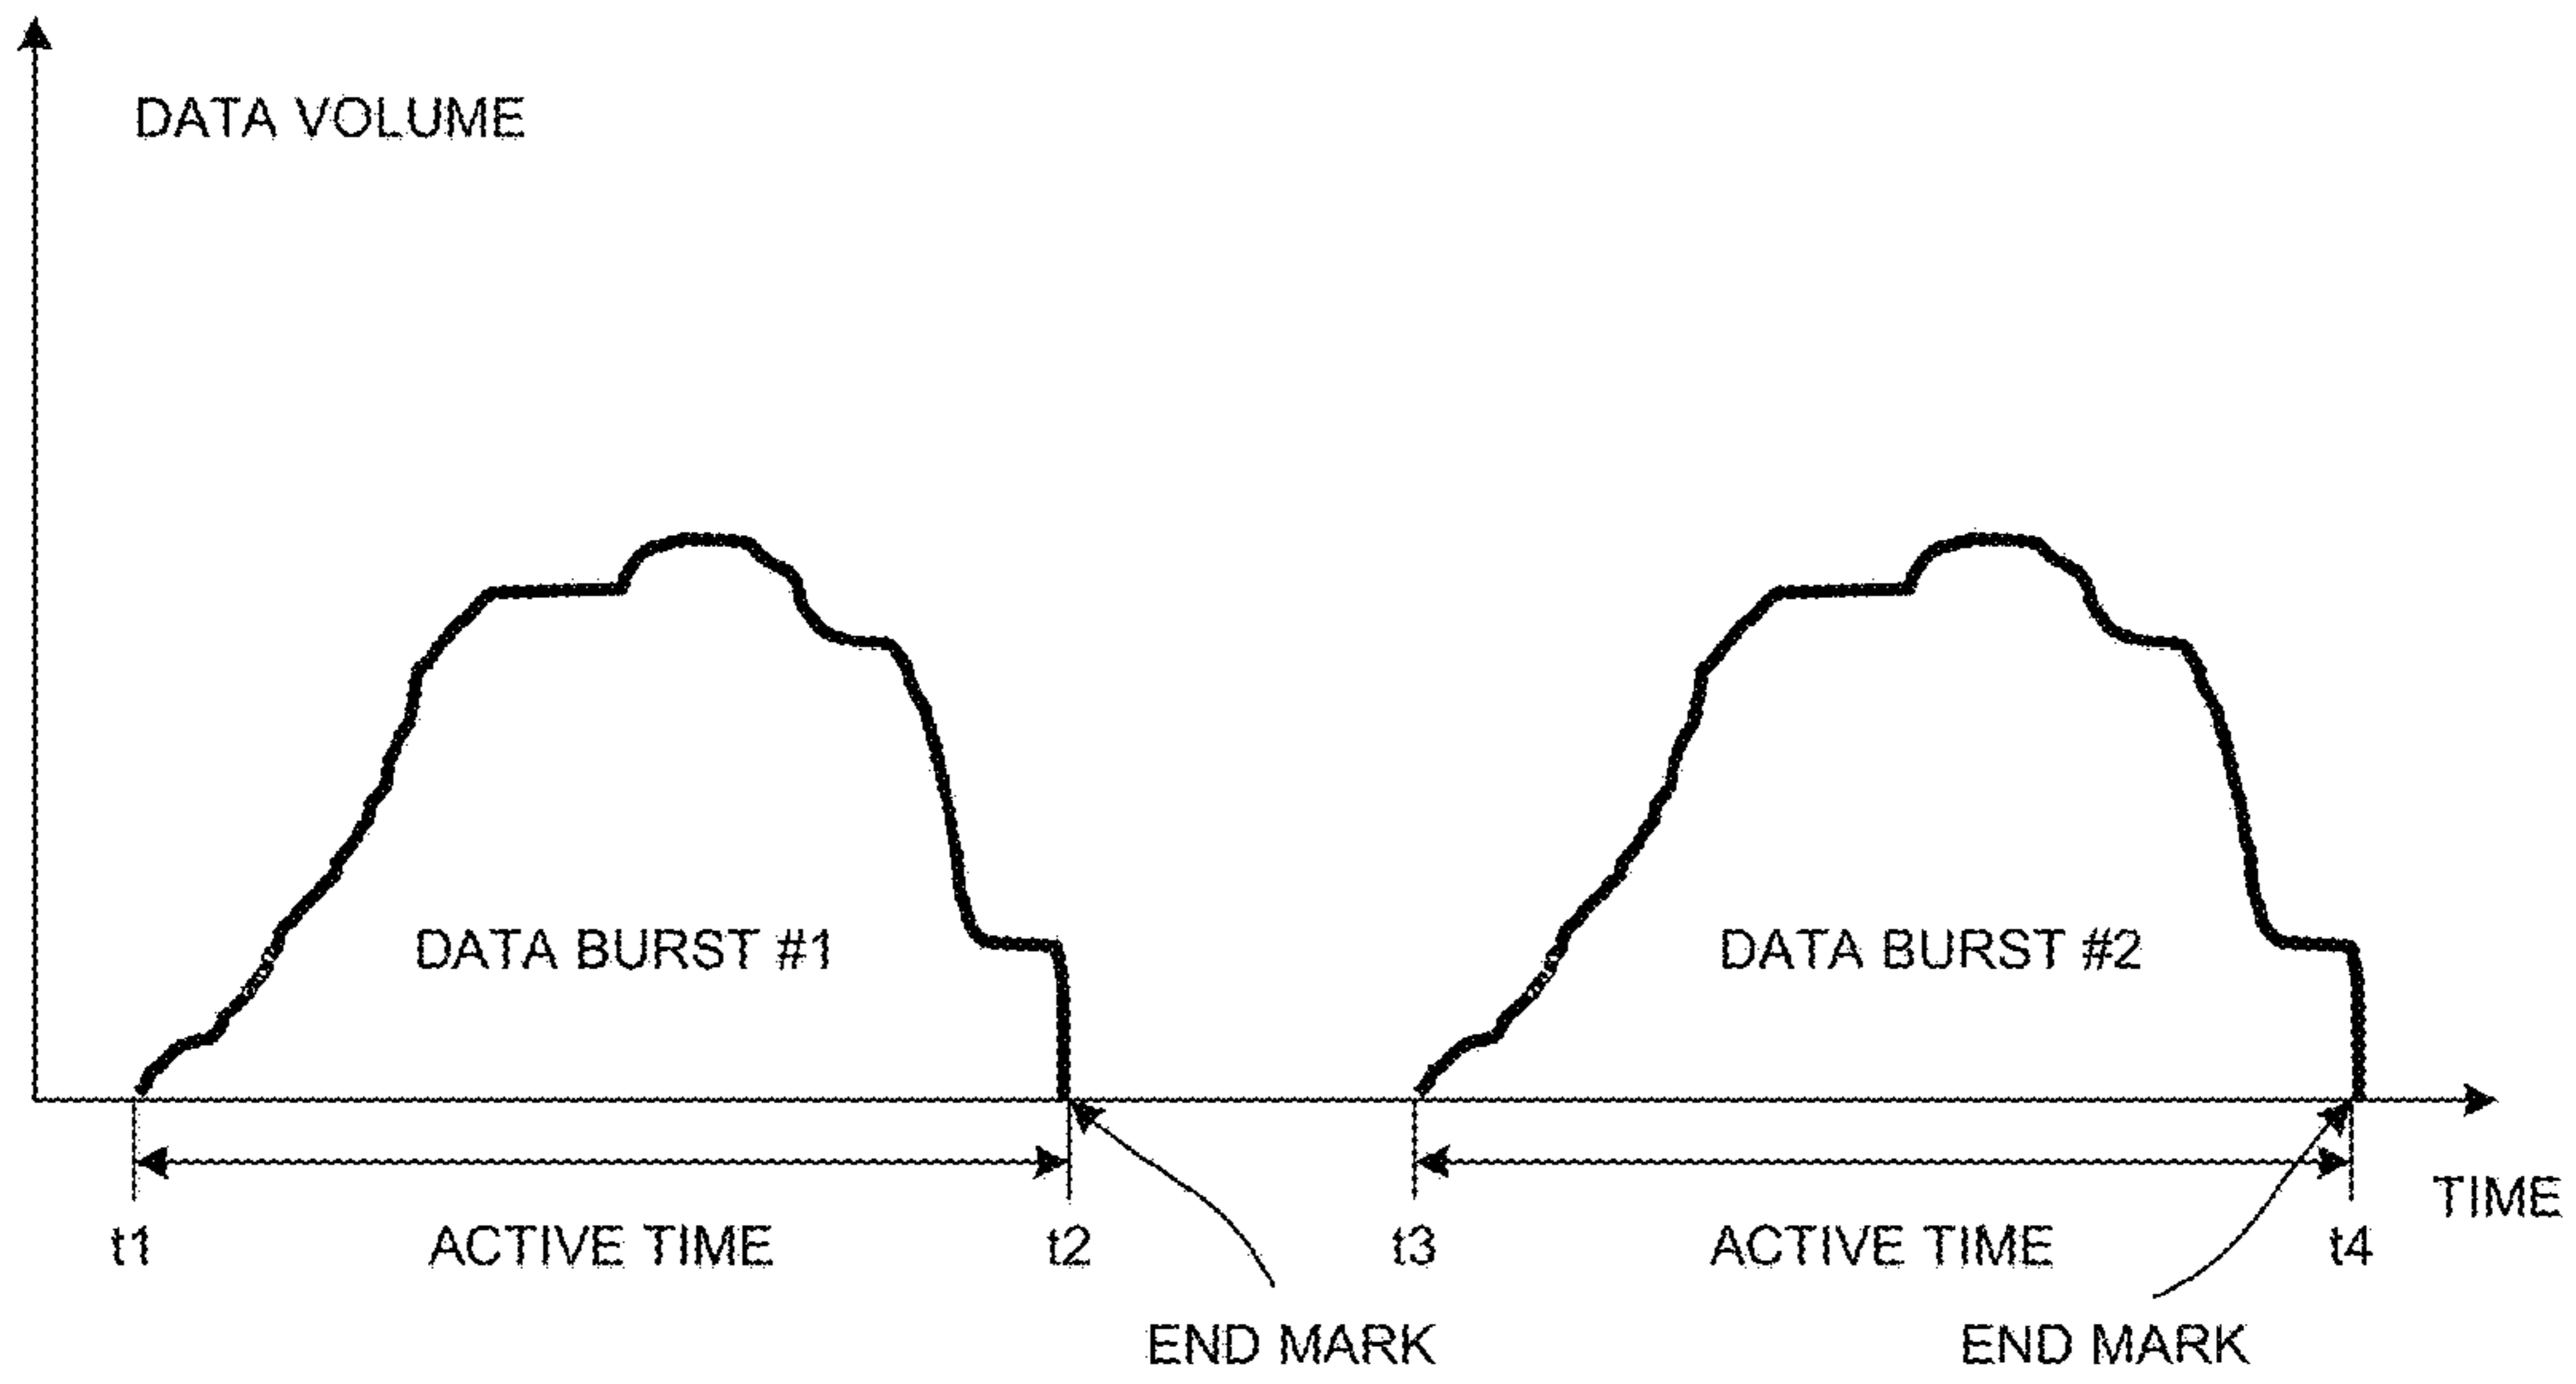 DATA VOLUME
DATA BURST #1
DATA BURST #2
TIME
t1
ACTIVE TIME
t2
t3
ACTIVE TIME
t4
END MARK
END MARK